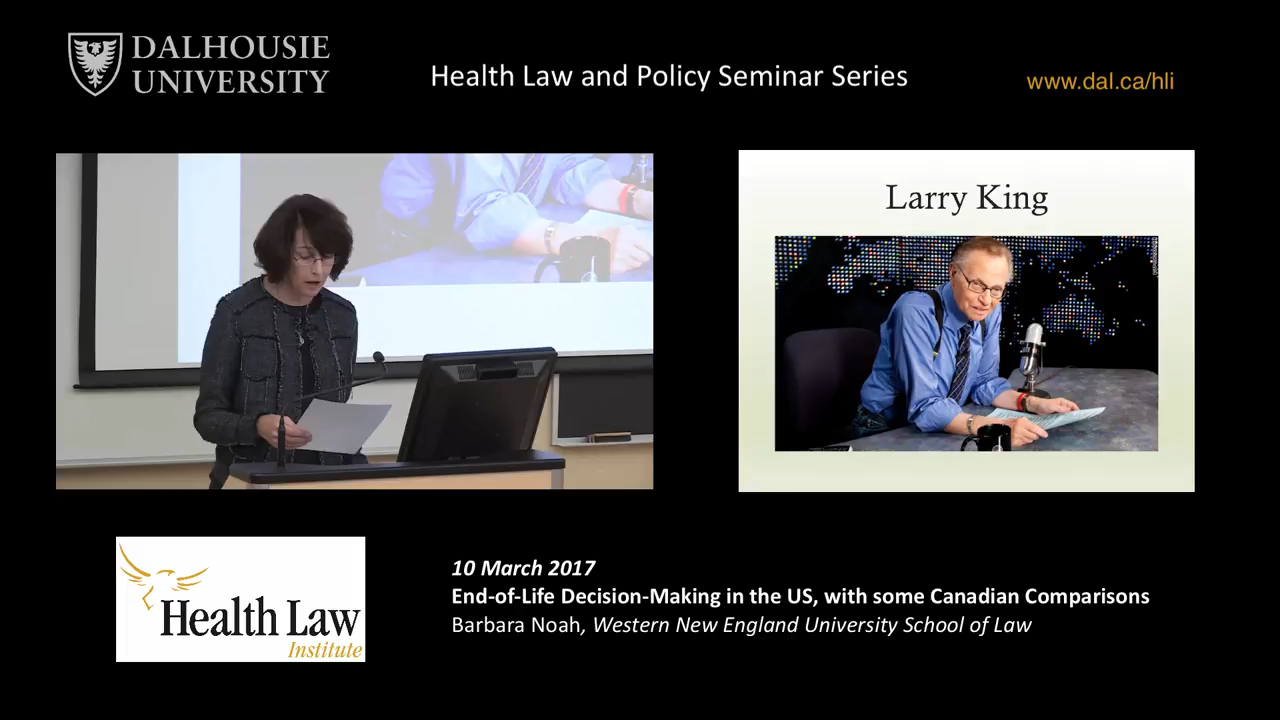 DALHOUSIE
UNIVERSITY
Health Law and Policy Seminar Series
www.dal.ca/hli
Larry King
Health Law
Institute
10 March 2017
End-of-Life Decision-Making in the US, with some Canadian Comparisons
Barbara Noah, Western New England University School of Law